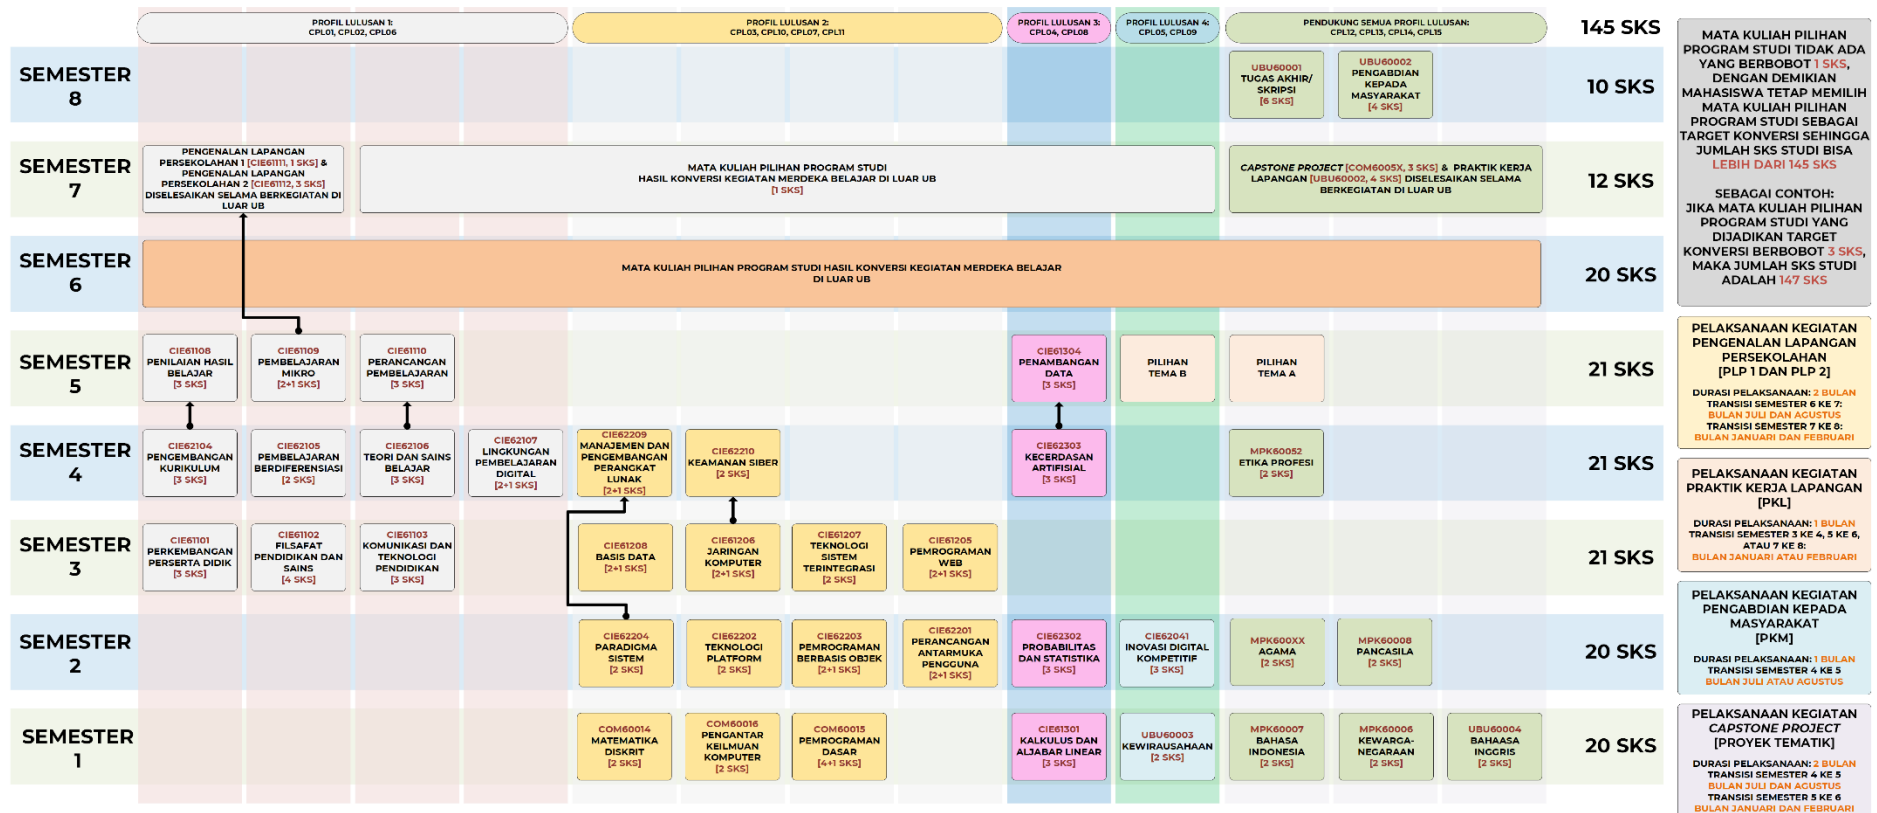 PROFIL LULUSAN 1:
CPL01, CPL02, CPL06
PROFIL LULUSAN 2:
CPL03, CPL10, CPL07, CPL11
PROFIL LULUSAN 3:
CPL04, CPL08
PROFIL LULUSAN 4:
CPL05, CPL09
PENDUKUNG SEMUA PROFIL LULUSAN:
CPL12, CPL13, CPL14, CPL15
145 SKS
SEMESTER
8
UBU60001
TUGAS AKHIR/
SKRIPSI
[6 SKS]
UBU60002
PENGABDIAN
KEPADA
MASYARAKAT
[4 SKS]
10 SKS
SEMESTER
7
PENGENALAN LAPANGAN
PERSEKOLAHAN 1 [CIE61111, 1 SKS] &
PENGENALAN LAPANGAN
PERSEKOLAHAN 2 [CIE61112, 3 SKS]
DISELESAIKAN SELAMA BERKEGIATAN DI
LUAR UB
MATA KULIAH PILIHAN PROGRAM STUDI
HASIL KONVERSI KEGIATAN MERDEKA BELAJAR DI LUAR UB
[1 SKS]
CAPSTONE PROJECT [COM6005X, 3 SKS] & PRAKTIK KERJA
LAPANGAN [UBU60002, 4 SKS] DISELESAIKAN SELAMA
BERKEGIATAN DI LUAR UB
12 SKS
SEMESTER
6
MATA KULIAH PILIHAN PROGRAM STUDI HASIL KONVERSI KEGIATAN MERDEKA BELAJAR
DI LUAR UB
20 SKS
SEMESTER
5
CIE61108
PENILAIAN HASIL
BELAJAR
[3 SKS]
CIE61109
PEMBELAJARAN
MIKRO
[2+1 SKS]
CIE61110
PERANCANGAN
PEMBELAJARAN
[3 SKS]
CIE61304
PENAMBANGAN
DATA
[3 SKS]
PILIHAN
TEMA B
PILIHAN
TEMA A
21 SKS
SEMESTER
4
CIE62104
PENGEMBANGAN
KURIKULUM
[3 SKS]
CIE62105
PEMBELAJARAN
BERDIFERENSIASI
[2 SKS]
CIE62106
TEORI DAN SAINS
BELAJAR
[3 SKS]
CIE62107
LINGKUNGAN
PEMBELAJARAN
DIGITAL
[2+1 SKS]
CIE62209
MANAJEMEN DAN
PENGEMBANGAN
PERANGKAT
LUNAK
[2+1 SKS]
CIE62210
KEAMANAN SIBER
[2 SKS]
CIE62303
KECERDASAN
ARTIFISIAL
[3 SKS]
MPK60052
ETIKA PROFESI
[2 SKS]
21 SKS
SEMESTER
3
CIE61101
PERKEMBANGAN
PERSERTA DIDIK
[3 SKS]
CIE61102
FILSAFAT
PENDIDIKAN DAN
SAINS
[4 SKS]
CIE61103
KOMUNIKASI DAN
TEKNOLOGI
PENDIDIKAN
[3 SKS]
CIE61208
BASIS DATA
[2+1 SKS]
CIE61206
JARINGAN
KOMPUTER
[2+1 SKS]
CIE61207
TEKNOLOGI
SISTEM
TERINTEGRASI
[2 SKS]
CIE61205
PEMROGRAMAN
WEB
[2+1 SKS]
21 SKS
SEMESTER
2
CIE62204
PARADIGMA
SISTEM
[2 SKS]
CIE62202
TEKNOLOGI
PLATFORM
[2 SKS]
CIE62203
PEMROGRAMAN
BERBASIS OBJEK
[2+1 SKS]
CIE62201
PERANCANGAN
ANTARMUKA
PENGGUNA
[2+1 SKS]
CIE62302
PROBABILITAS
DAN STATISTIKA
[3 SKS]
CIE62041
INOVASI DIGITAL
KOMPETITIF
[3 SKS]
MPK600XX
AGAMA
[2 SKS]
MPK60008
PANCASILA
[2 SKS]
20 SKS
SEMESTER
1
COM60014
MATEMATIKA
DISKRIT
[2 SKS]
COM60016
PENGANTAR
KEILMUAN
KOMPUTER
[2 SKS]
COM60015
PEMROGRAMAN
DASAR
[4+1 SKS]
CIE61301
KALKULUS DAN
ALJABAR LINEAR
[3 SKS]
UBU60003
KEWIRAUSAHAAN
[2 SKS]
MPK60007
BAHASA
INDONESIA
[2 SKS]
MPK60006
KEWARGA-
NEGARAAN
[2 SKS]
UBU60004
BAHAASA
INGGRIS
[2 SKS]
20 SKS
MATA KULIAH PILIHAN
PROGRAM STUDI TIDAK ADA
YANG BERBOBOT 1 SKS,
DENGAN DEMIKIAN
MAHASISWA TETAP MEMILIH
MATA KULIAH PILIHAN
PROGRAM STUDI SEBAGAI
TARGET KONVERSI SEHINGGA
JUMLAH SKS STUDI BISA
LEBIH DARI 145 SKS
SEBAGAI CONTOH:
JIKA MATA KULIAH PILIHAN
PROGRAM STUDI YANG
DIJADIKAN TARGET
KONVERSI BERBOBOT 3 SKS,
MAKA JUMLAH SKS STUDI
ADALAH 147 SKS
PELAKSANAAN KEGIATAN
PENGENALAN LAPANGAN
PERSEKOLAHAN
[PLP 1 DAN PLP 2]
DURASI PELAKSANAAN: 2 BULAN
TRANSISI SEMESTER 6 KE 7:
BULAN JULI DAN AGUSTUS
TRANSISI SEMESTER 7 KE 8:
BULAN JANUARI DAN FEBRUARI
PELAKSANAAN KEGIATAN
PRAKTIK KERJA LAPANGAN
[PKL]
DURASI PELAKSANAAN: 1 BULAN
TRANSISI SEMESTER 3 KE 4, 5 KE 6,
ATAU 7 KE 8:
BULAN JANUARI ATAU FEBRUARI
PELAKSANAAN KEGIATAN
PENGABDIAN KEPADA
MASYARAKAT
[PKM]
DURASI PELAKSANAAN: 1 BULAN
TRANSISI SEMESTER 4 KE 5
BULAN JULI ATAU AGUSTUS
PELAKSANAAN KEGIATAN
CAPSTONE PROJECT
[PROYEK TEMATIK]
DURASI PELAKSANAAN: 2 BULAN
TRANSISI SEMESTER 4 KE 5
BULAN JULI DAN AGUSTUS
TRANSISI SEMESTER 5 KE 6
BULAN JANUARI DAN FEBRUARI